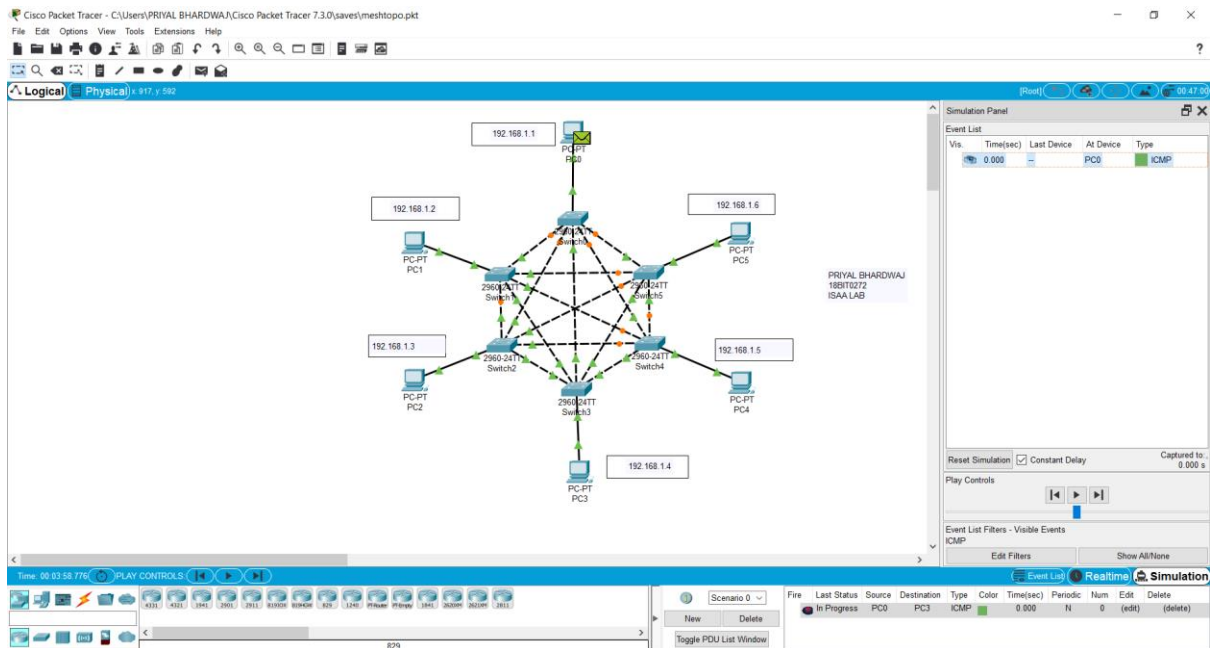 Cisco Packet Tracer - C:\Users\PRIYAL BHARDWAJ\Cisco Packet Tracer 7.3.0\saves\meshtopo.pkt
File Edit Options View Tools Extensions Help
?
Logical Physical x: 917, y: 592 [Root] 00:47:00
192.168.1.1
PC-PT
PC0
192.168.1.2
PC-PT
PC1
192.168.1.6
PC-PT
PC5
2960-24TT
Switch0
2960-24TT
Switch1
2960-24TT
Switch5
PRIYAL BHARDWAJ
18BIT0272
ISAA LAB
192.168.1.3
PC-PT
PC2
2960-24TT
Switch2
2960-24TT
Switch4
192.168.1.5
PC-PT
PC4
2960-24TT
Switch3
192.168.1.4
PC-PT
PC3
Simulation Panel
Event List
Vis. Time(sec) Last Device At Device Type
0.000 -- PC0 ICMP
Reset Simulation Constant Delay Captured to:
0.000 s
Play Controls
Event List Filters - Visible Events
ICMP
Edit Filters Show All/None
Time: 00:03:58.776 PLAY CONTROLS: Event List Realtime Simulation
4331 4321 1941 2901 2911 819HGW 829 1240 PT-Router PT-Empty 1841 2620XM 2621XM 2811
829
Scenario 0
New Delete
Toggle PDU List Window
Fire Last Status Source Destination Type Color Time(sec) Periodic Num Edit Delete
In Progress PC0 PC3 ICMP 0.000 N 0 (edit) (delete)